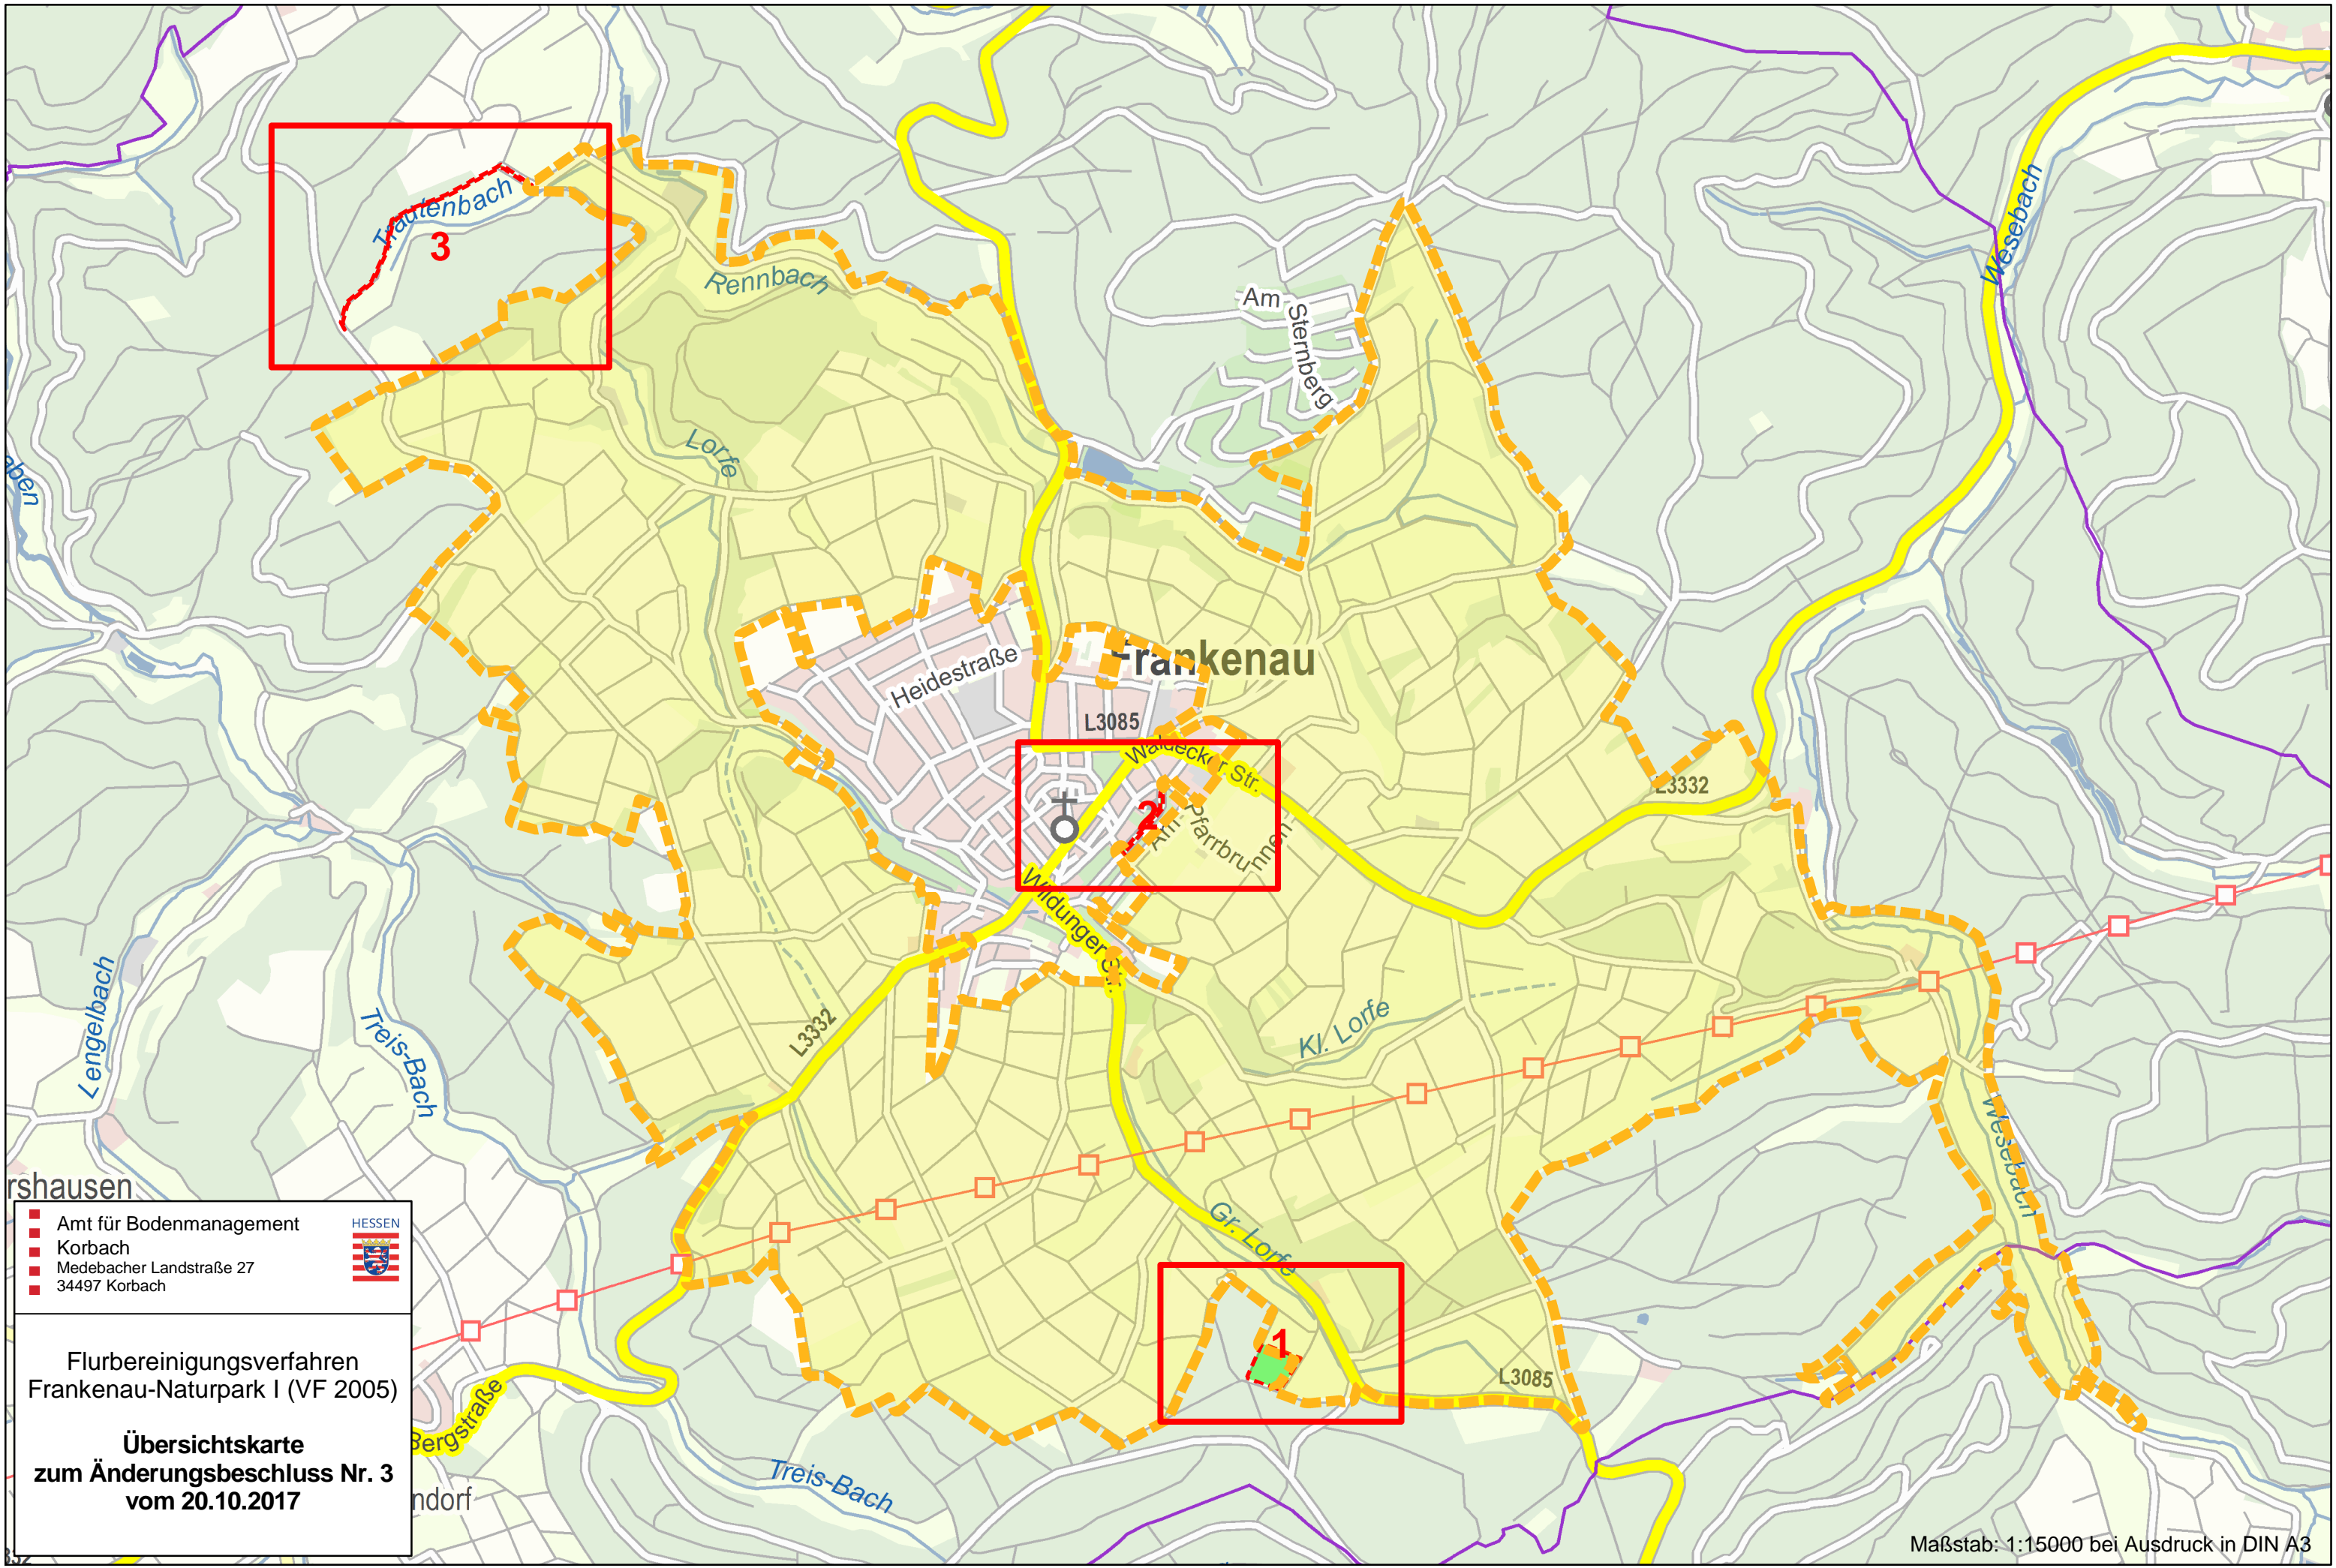 Trautenbach
3
Rennbach
Am
Sternberg
Wesebach
Lorfe
aben
Frankenau
Heidestraße
L3085
Waldecker Str.
L3332
2
Am
Pfarrbrunnen
Wildunger Str.
Lengelbach
Treis-Bach
L3332
Kl. Lorfe
Wesebach
rshausen
Gr. Lorfe
1
L3085
Bergstraße
Treis-Bach
ndorf
Amt für Bodenmanagement
Korbach
Medebacher Landstraße 27
34497 Korbach
HESSEN
Flurbereinigungsverfahren
Frankenau-Naturpark I (VF 2005)
Übersichtskarte
zum Änderungsbeschluss Nr. 3
vom 20.10.2017
Maßstab: 1:15000 bei Ausdruck in DIN A3